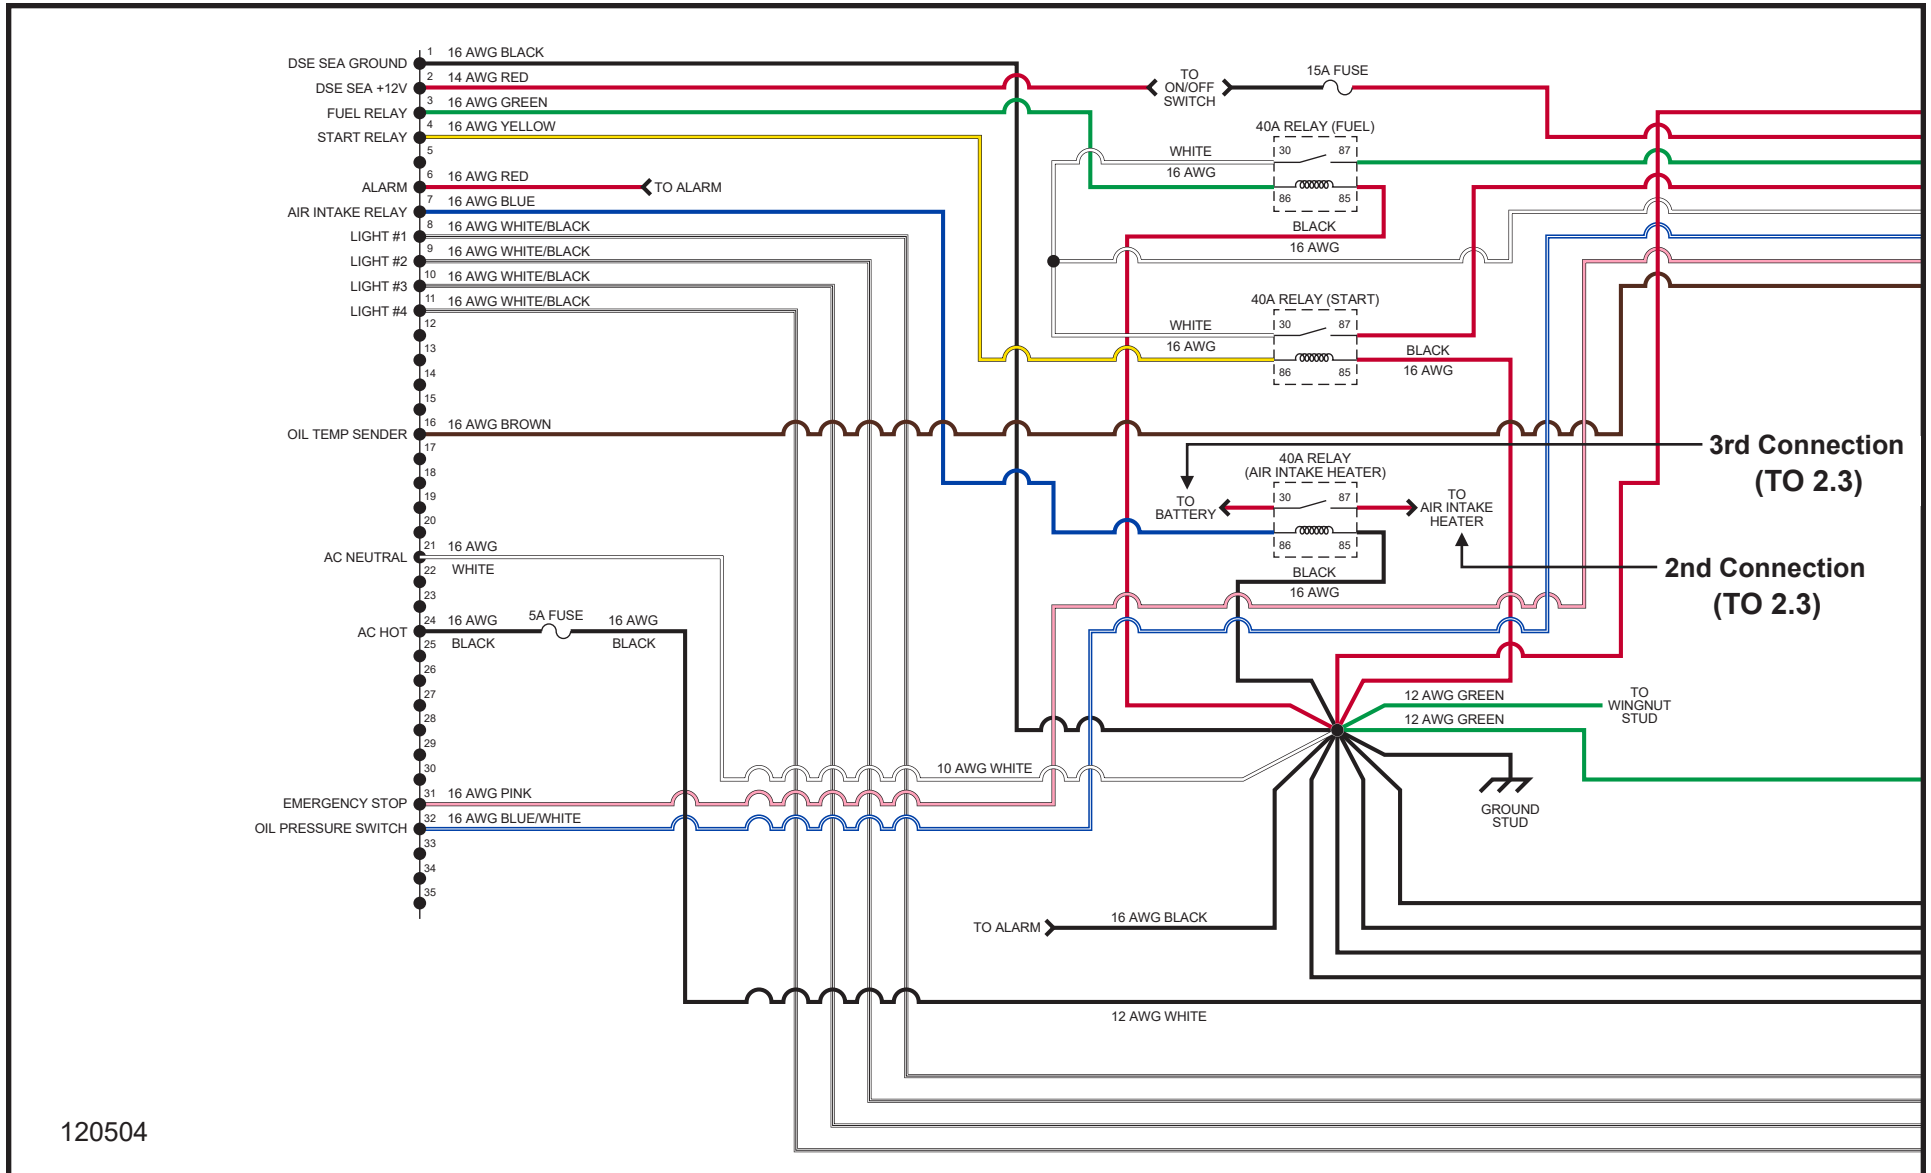 1 16 AWG BLACK
DSE SEA GROUND
2 14 AWG RED
DSE SEA +12V
3 16 AWG GREEN
FUEL RELAY
4 16 AWG YELLOW
START RELAY
5
6 16 AWG RED
ALARM
TO ALARM
7 16 AWG BLUE
AIR INTAKE RELAY
8 16 AWG WHITE/BLACK
LIGHT #1
9 16 AWG WHITE/BLACK
LIGHT #2
10 16 AWG WHITE/BLACK
LIGHT #3
11 16 AWG WHITE/BLACK
LIGHT #4
12
13
14
15
16 16 AWG BROWN
OIL TEMP SENDER
17
18
19
20
21 16 AWG
AC NEUTRAL
22 WHITE
23
24 16 AWG
5A FUSE
16 AWG
AC HOT
25 BLACK
BLACK
26
27
28
29
30
31 16 AWG PINK
EMERGENCY STOP
32 16 AWG BLUE/WHITE
OIL PRESSURE SWITCH
33
34
35
TO
ON/OFF
SWITCH
15A FUSE
40A RELAY (FUEL)
WHITE
16 AWG
30 87
86 85
BLACK
16 AWG
40A RELAY (START)
WHITE
16 AWG
30 87
86 85
BLACK
16 AWG
40A RELAY
(AIR INTAKE HEATER)
30 87
86 85
TO
BATTERY
TO
AIR INTAKE
HEATER
3rd Connection
(TO 2.3)
2nd Connection
(TO 2.3)
BLACK
16 AWG
12 AWG GREEN
12 AWG GREEN
TO
WINGNUT
STUD
10 AWG WHITE
GROUND
STUD
TO ALARM
16 AWG BLACK
12 AWG WHITE
120504